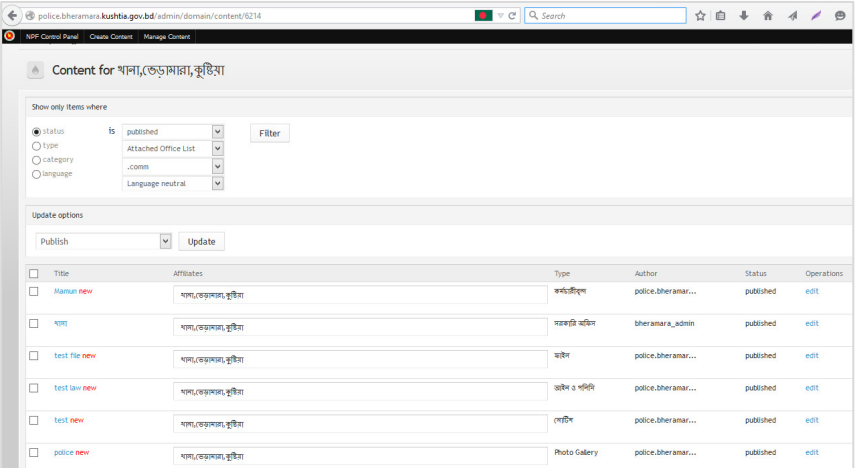 police.bheramara.kushtia.gov.bd/admin/domain/content/6214
Search
NPF Control Panel Create Content Manage Content
Content for থানা,ভেড়ামারা,কুষ্টিয়া
Show only items where
status is published Filter
type Attached Office List
category .comm
language Language neutral
Update options
Publish Update
Title Affiliates Type Author Status Operations
Mamun new থানা,ভেড়ামারা,কুষ্টিয়া কর্মচারীবৃন্দ police.bheramar... published edit
থানা থানা,ভেড়ামারা,কুষ্টিয়া সরকারি অফিস bheramara_admin published edit
test file new থানা,ভেড়ামারা,কুষ্টিয়া ফাইল police.bheramar... published edit
test law new থানা,ভেড়ামারা,কুষ্টিয়া আইন ও পলিসি police.bheramar... published edit
test new থানা,ভেড়ামারা,কুষ্টিয়া নোটিশ police.bheramar... published edit
police new থানা,ভেড়ামারা,কুষ্টিয়া Photo Gallery police.bheramar... published edit